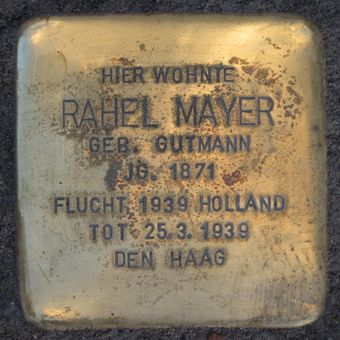 HIER WOHNTE
RAHEL MAYER
GEB. GUTMANN
JG. 1871
FLUCHT 1939 HOLLAND
TOT 25.3.1939
DEN HAAG